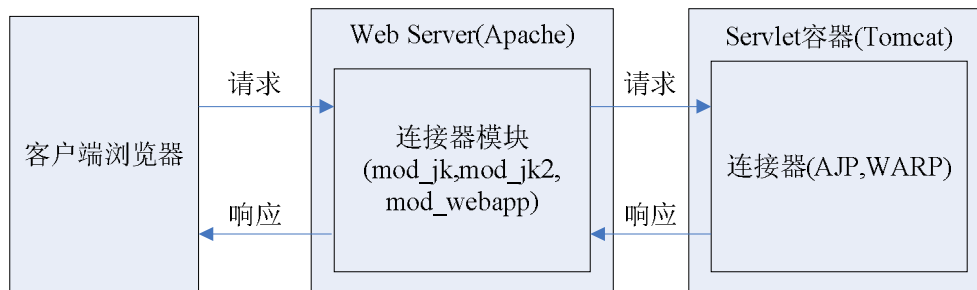 Web Server(Apache)
Servlet容器(Tomcat)
请求
请求
客户端浏览器
连接器模块
(mod_jk,mod_jk2,
mod_webapp)
连接器(AJP,WARP)
响应
响应